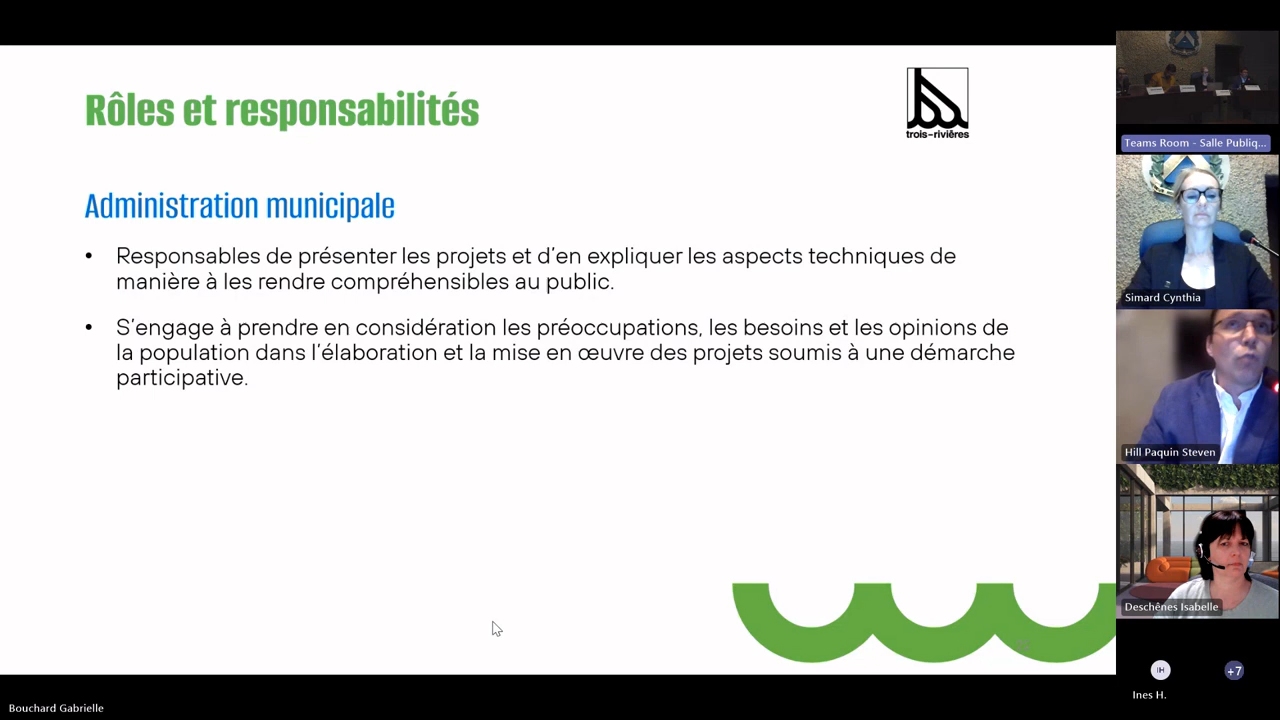 Rôles et responsabilités
trois-rivières
Administration municipale
• Responsables de présenter les projets et d’en expliquer les aspects techniques de
manière à les rendre compréhensibles au public.
• S’engage à prendre en considération les préoccupations, les besoins et les opinions de
la population dans l’élaboration et la mise en œuvre des projets soumis à une démarche
participative.
Teams Room - Salle Publiq...
Simard Cynthia
Hill Paquin Steven
Deschênes Isabelle
IH
+7
Ines H.
Bouchard Gabrielle